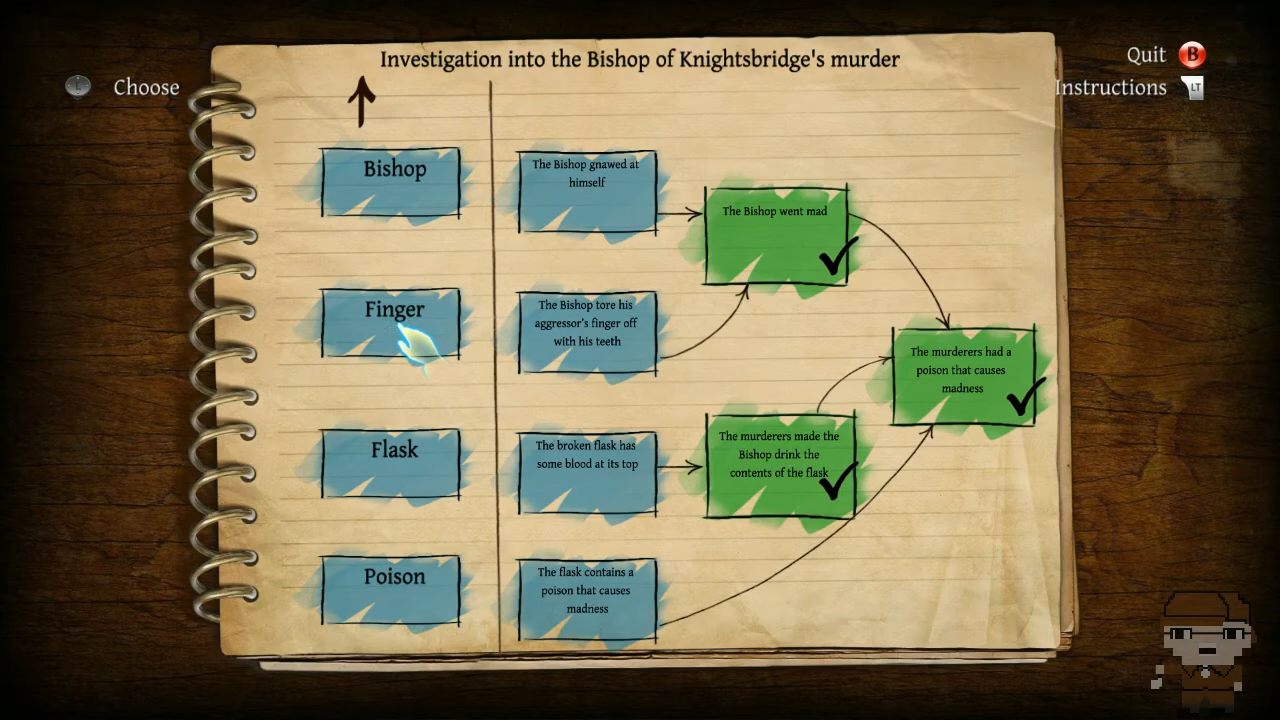 Investigation into the Bishop of Knightsbridge's murder
Quit B
L Choose
Instructions LT
Bishop
The Bishop gnawed at
himself
The Bishop went mad
Finger
The Bishop tore his
aggressor's finger off
with his teeth
The murderers had a
poison that causes
madness
Flask
The broken flask has
some blood at its top
The murderers made the
Bishop drink the
contents of the flask
Poison
The flask contains a
poison that causes
madness